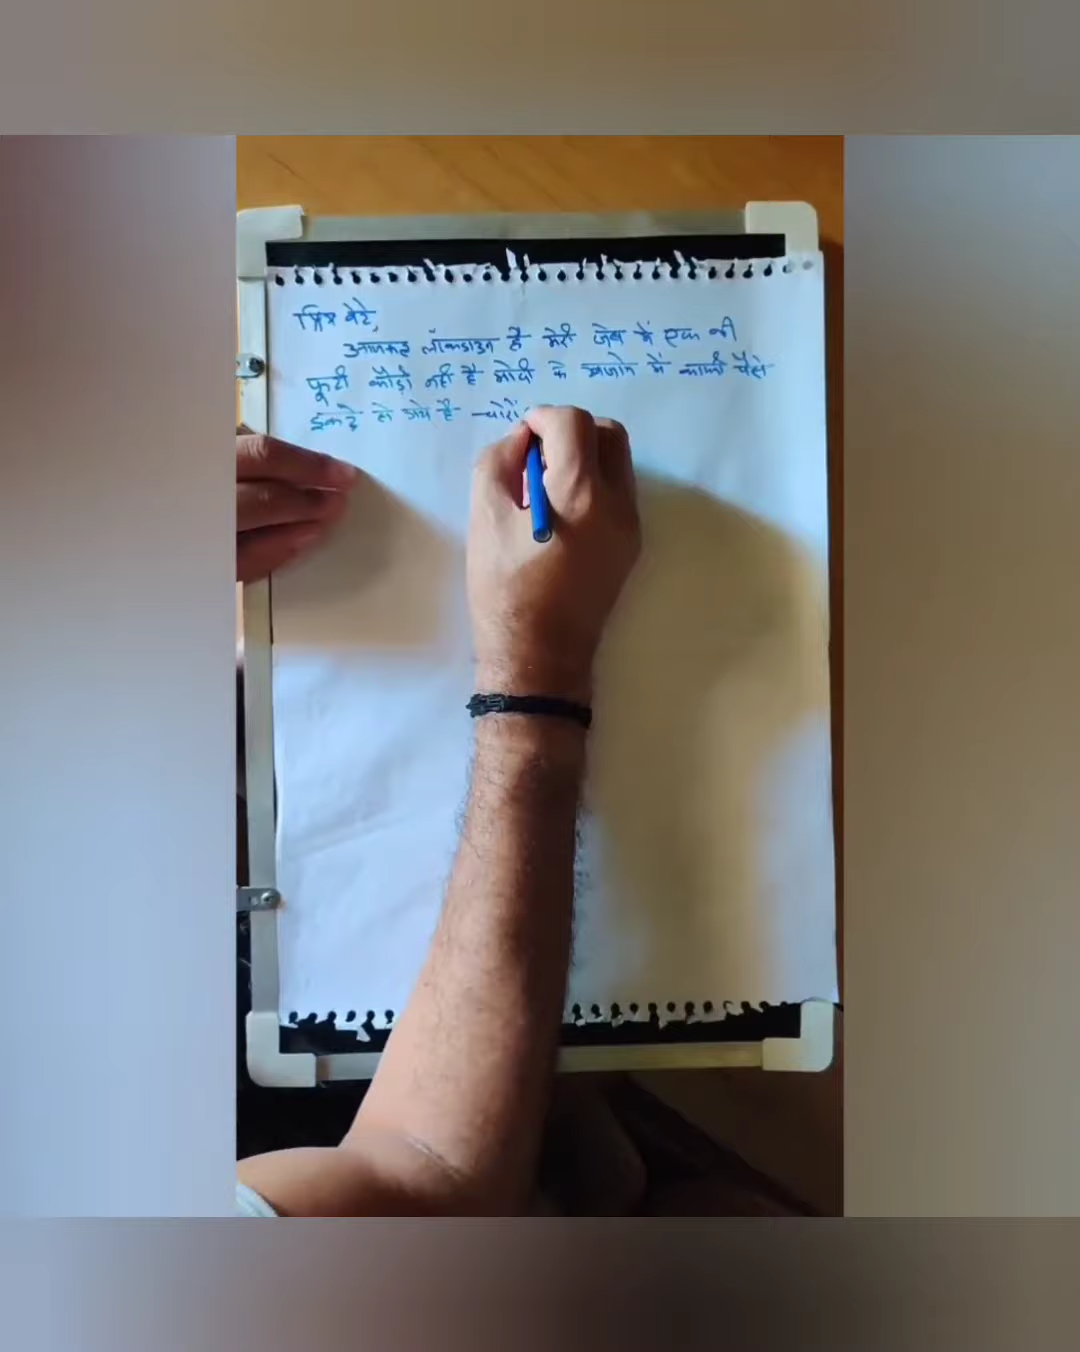 प्रिय बेटे,
आजकल लॉकडाउन है मेरी जेब में एक भी
फूटी कौड़ी नही है मोदी के खजाने में काफी पैसे
इकट्ठे हो गये है चोरों